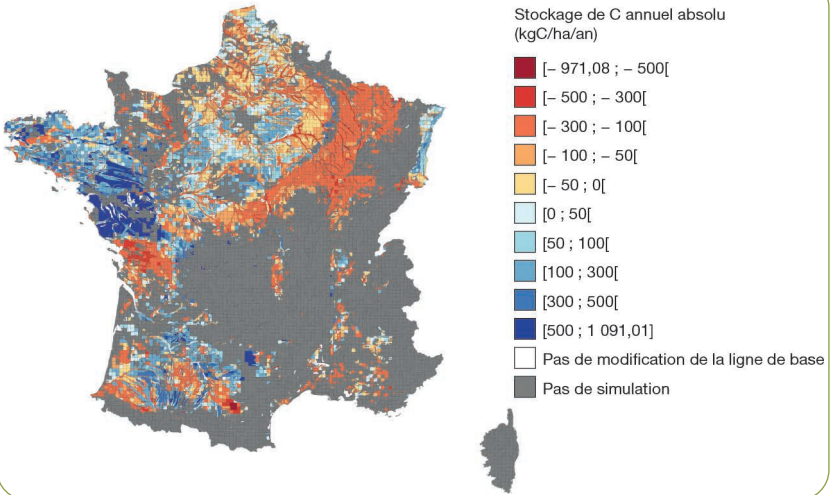 Stockage de C annuel absolu
(kgC/ha/an)
[– 971,08 ; – 500[
[– 500 ; – 300[
[– 300 ; – 100[
[– 100 ; – 50[
[– 50 ; 0[
[0 ; 50[
[50 ; 100[
[100 ; 300[
[300 ; 500[
[500 ; 1 091,01]
Pas de modification de la ligne de base
Pas de simulation